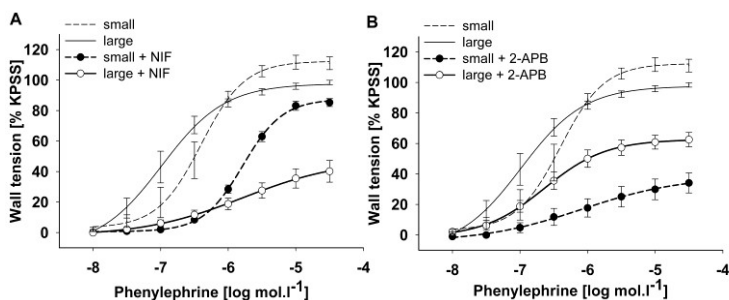 A
small
large
small + NIF
large + NIF
Wall tension [% KPSS]
120
100
80
60
40
20
0
-8 -7 -6 -5 -4
Phenylephrine [log mol.l⁻¹]
B
small
large
small + 2-APB
large + 2-APB
Wall tension [% KPSS]
120
100
80
60
40
20
0
-8 -7 -6 -5 -4
Phenylephrine [log mol.l⁻¹]